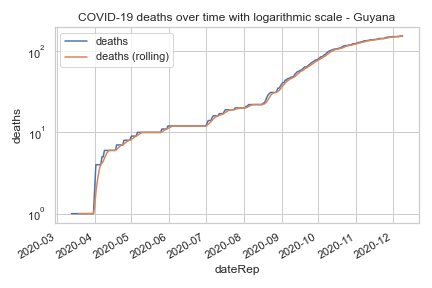 COVID-19 deaths over time with logarithmic scale - Guyana
deaths
deaths (rolling)
10²
10¹
10⁰
deaths
2020-03
2020-04
2020-05
2020-06
2020-07
2020-08
2020-09
2020-10
2020-11
2020-12
dateRep